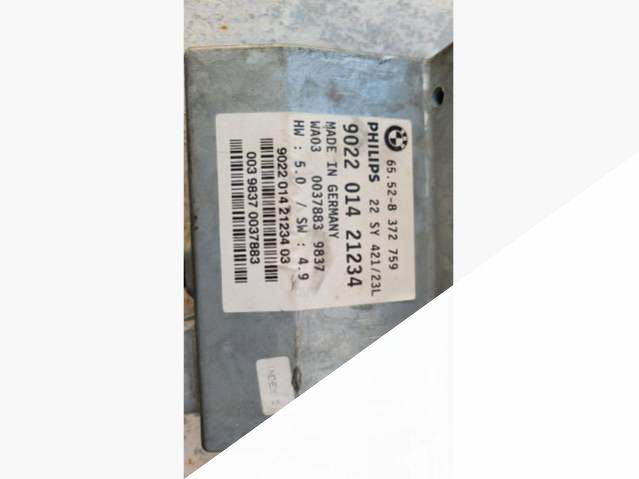 65.52-8 372 759
PHILIPS 22 SY 421/23L
9022 014 21234
MADE IN GERMANY
WA03 0037883 9837
HW : 5.0 / SW : 4.9
9022 014 21234 03
003 9837 0037883